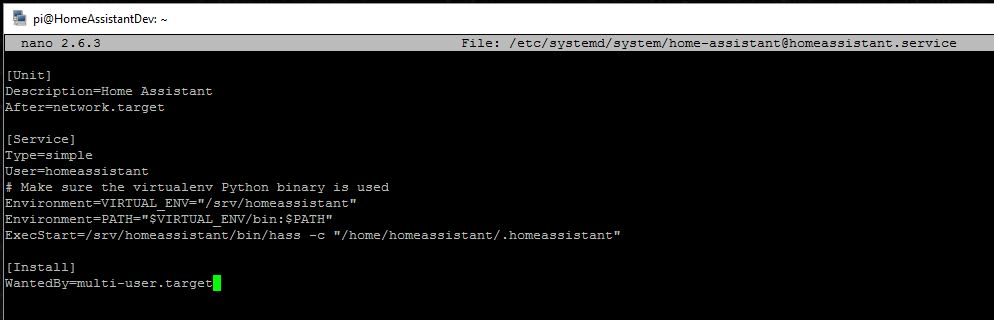 pi@HomeAssistantDev: ~
nano 2.6.3 File: /etc/systemd/system/home-assistant@homeassistant.service
[Unit]
Description=Home Assistant
After=network.target
[Service]
Type=simple
User=homeassistant
# Make sure the virtualenv Python binary is used
Environment=VIRTUAL_ENV="/srv/homeassistant"
Environment=PATH="$VIRTUAL_ENV/bin:$PATH"
ExecStart=/srv/homeassistant/bin/hass -c "/home/homeassistant/.homeassistant"
[Install]
WantedBy=multi-user.target